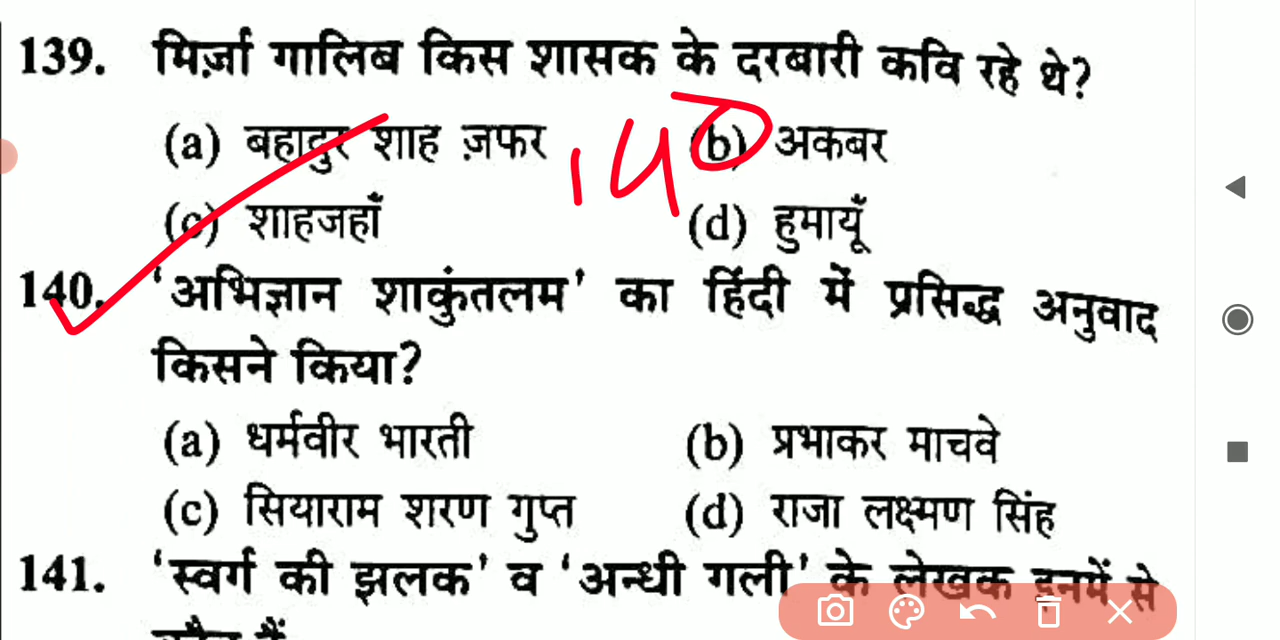 139. मिर्ज़ा गालिब किस शासक के दरबारी कवि रहे थे?
(a) बहादुर शाह ज़फर (b) अकबर
140
(c) शाहजहाँ (d) हुमायूँ
140. ‘अभिज्ञान शाकुंतलम’ का हिंदी में प्रसिद्ध अनुवाद
किसने किया?
(a) धर्मवीर भारती (b) प्रभाकर माचवे
(c) सियाराम शरण गुप्त (d) राजा लक्ष्मण सिंह
141. ‘स्वर्ग की झलक’ व ‘अन्धी गली’ के लेखक इनमें से